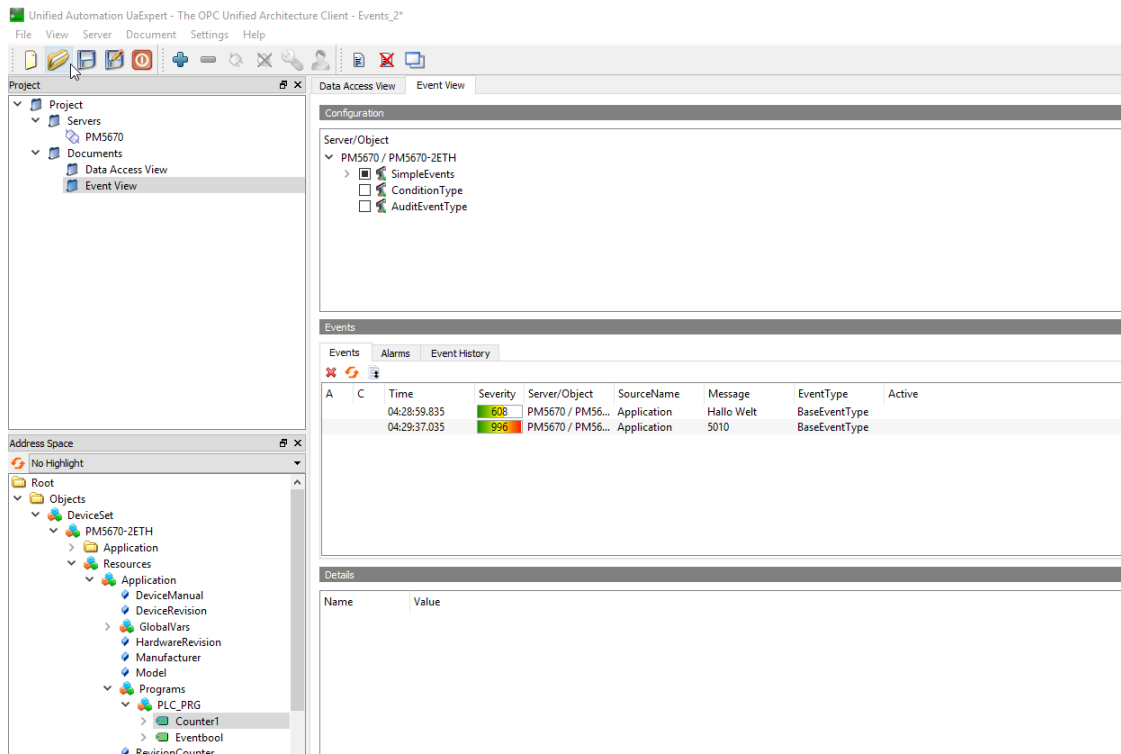 Unified Automation UaExpert - The OPC Unified Architecture Client - Events_2*
File View Server Document Settings Help
Project
Project
Servers
PM5670
Documents
Data Access View
Event View
Address Space
No Highlight
Root
Objects
DeviceSet
PM5670-2ETH
Application
Resources
Application
DeviceManual
DeviceRevision
GlobalVars
HardwareRevision
Manufacturer
Model
Programs
PLC_PRG
Counter1
Eventbool
RevisionCounter
Data Access View Event View
Configuration
Server/Object
PM5670 / PM5670-2ETH
SimpleEvents
ConditionType
AuditEventType
Events
Events Alarms Event History
A C Time Severity Server/Object SourceName Message EventType Active
04:28:59.835 608 PM5670 / PM56... Application Hallo Welt BaseEventType
04:29:37.035 996 PM5670 / PM56... Application 5010 BaseEventType
Details
Name Value